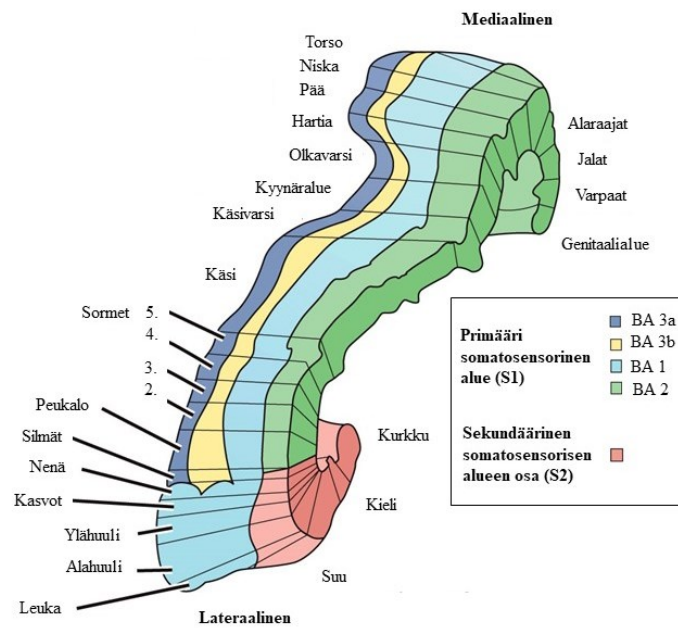 Mediaalinen
Torso
Niska
Pää
Hartia
Olkavarsi
Kyynäralue
Käsivarsi
Käsi
Sormet 5.
4.
3.
2.
Peukalo
Silmät
Nenä
Kasvot
Ylähuuli
Alahuuli
Leuka
Lateraalinen
Alaraajat
Jalat
Varpaat
Genitaalialue
Kurkku
Kieli
Suu
Primääri
somatosensorinen
alue (S1)
BA 3a
BA 3b
BA 1
BA 2
Sekundäärinen
somatosensorisen
alueen osa (S2)